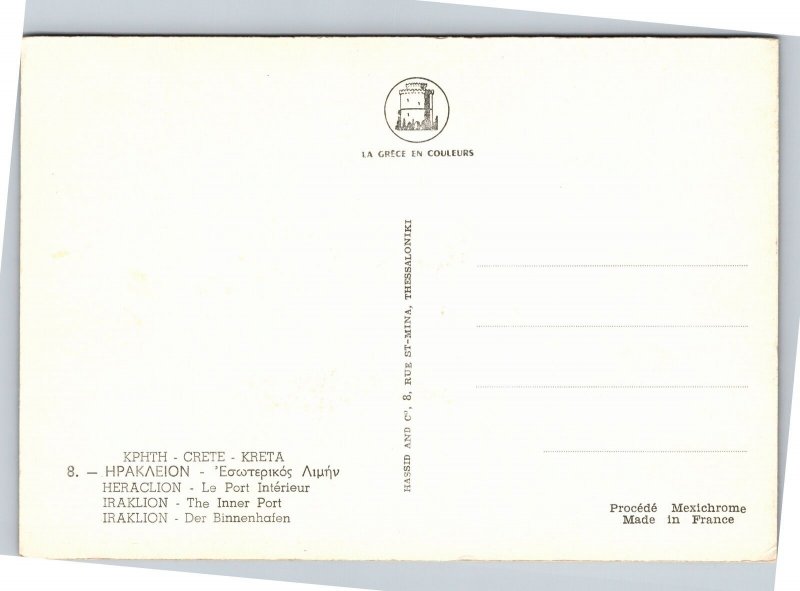 LA GRÈCE EN COULEURS
HASSID AND Cº, 8, RUE ST-MINA, THESSALONIKI
ΚΡΗΤΗ - CRETE - KRETA
8. — ΗΡΑΚΛΕΙΟΝ - Ἐσωτερικός Λιμήν
HERACLION - Le Port Intérieur
IRAKLION - The Inner Port
IRAKLION - Der Binnenhafen
Procédé Mexichrome
Made in France